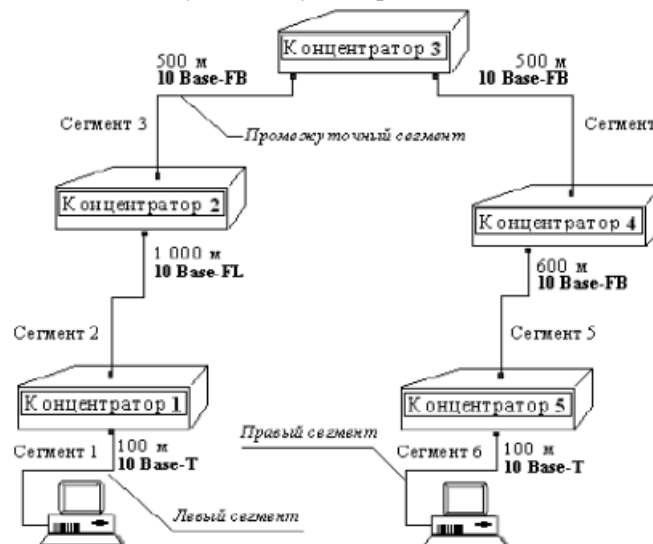 Концентратор 3
500 м
10 Base-FB
500 м
10 Base-FB
Сегмент 3
Промежуточный сегмент
Сегмент
Концентратор 2
Концентратор 4
1 000 м
10 Base-FL
600 м
10 Base-FB
Сегмент 2
Сегмент 5
Концентратор 1
Концентратор 5
Сегмент 1
100 м
10 Base-T
Правый сегмент
Сегмент 6
100 м
10 Base-T
Левый сегмент